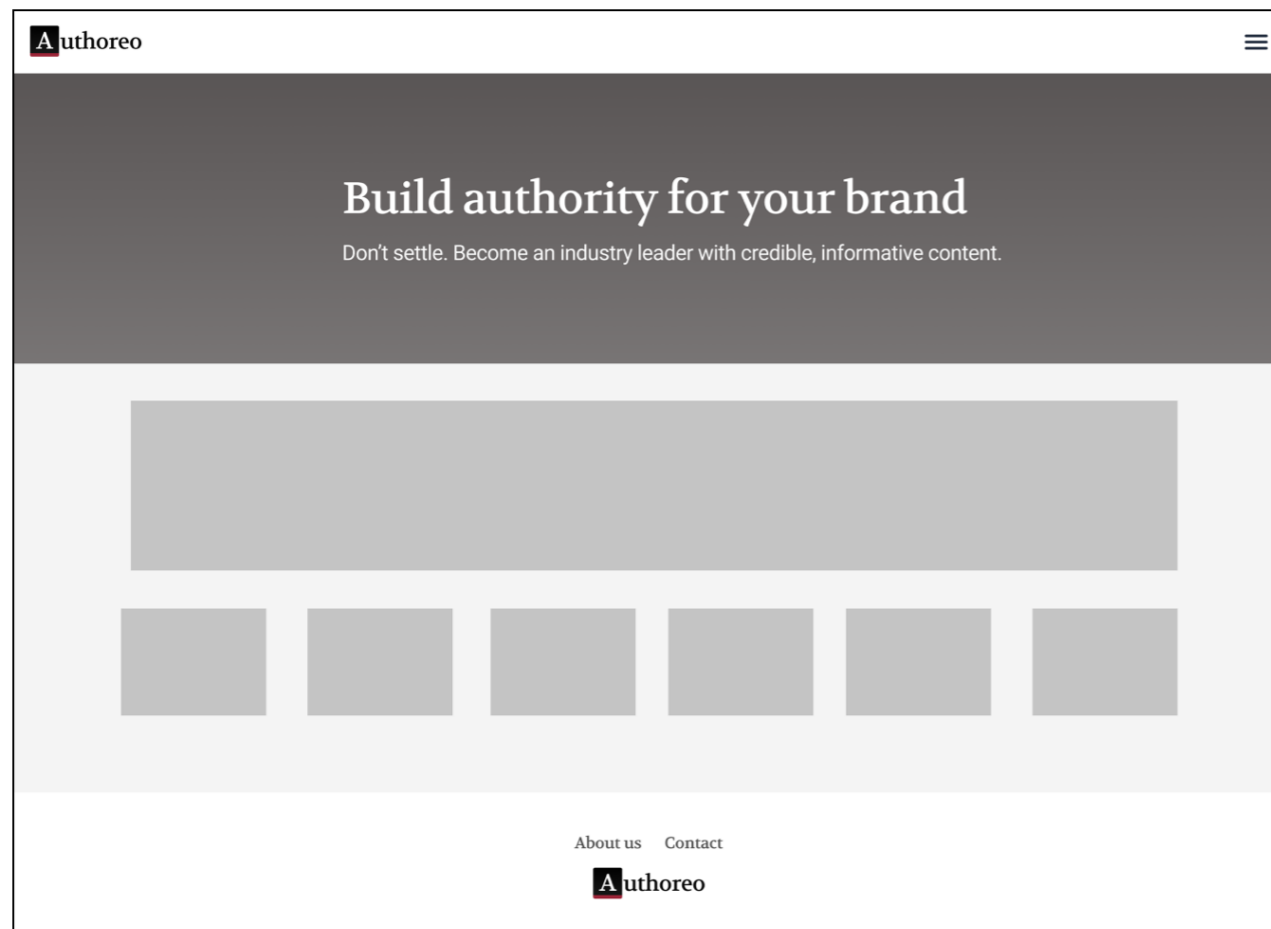 Authoreo
Build authority for your brand
Don’t settle. Become an industry leader with credible, informative content.
About us Contact
Authoreo